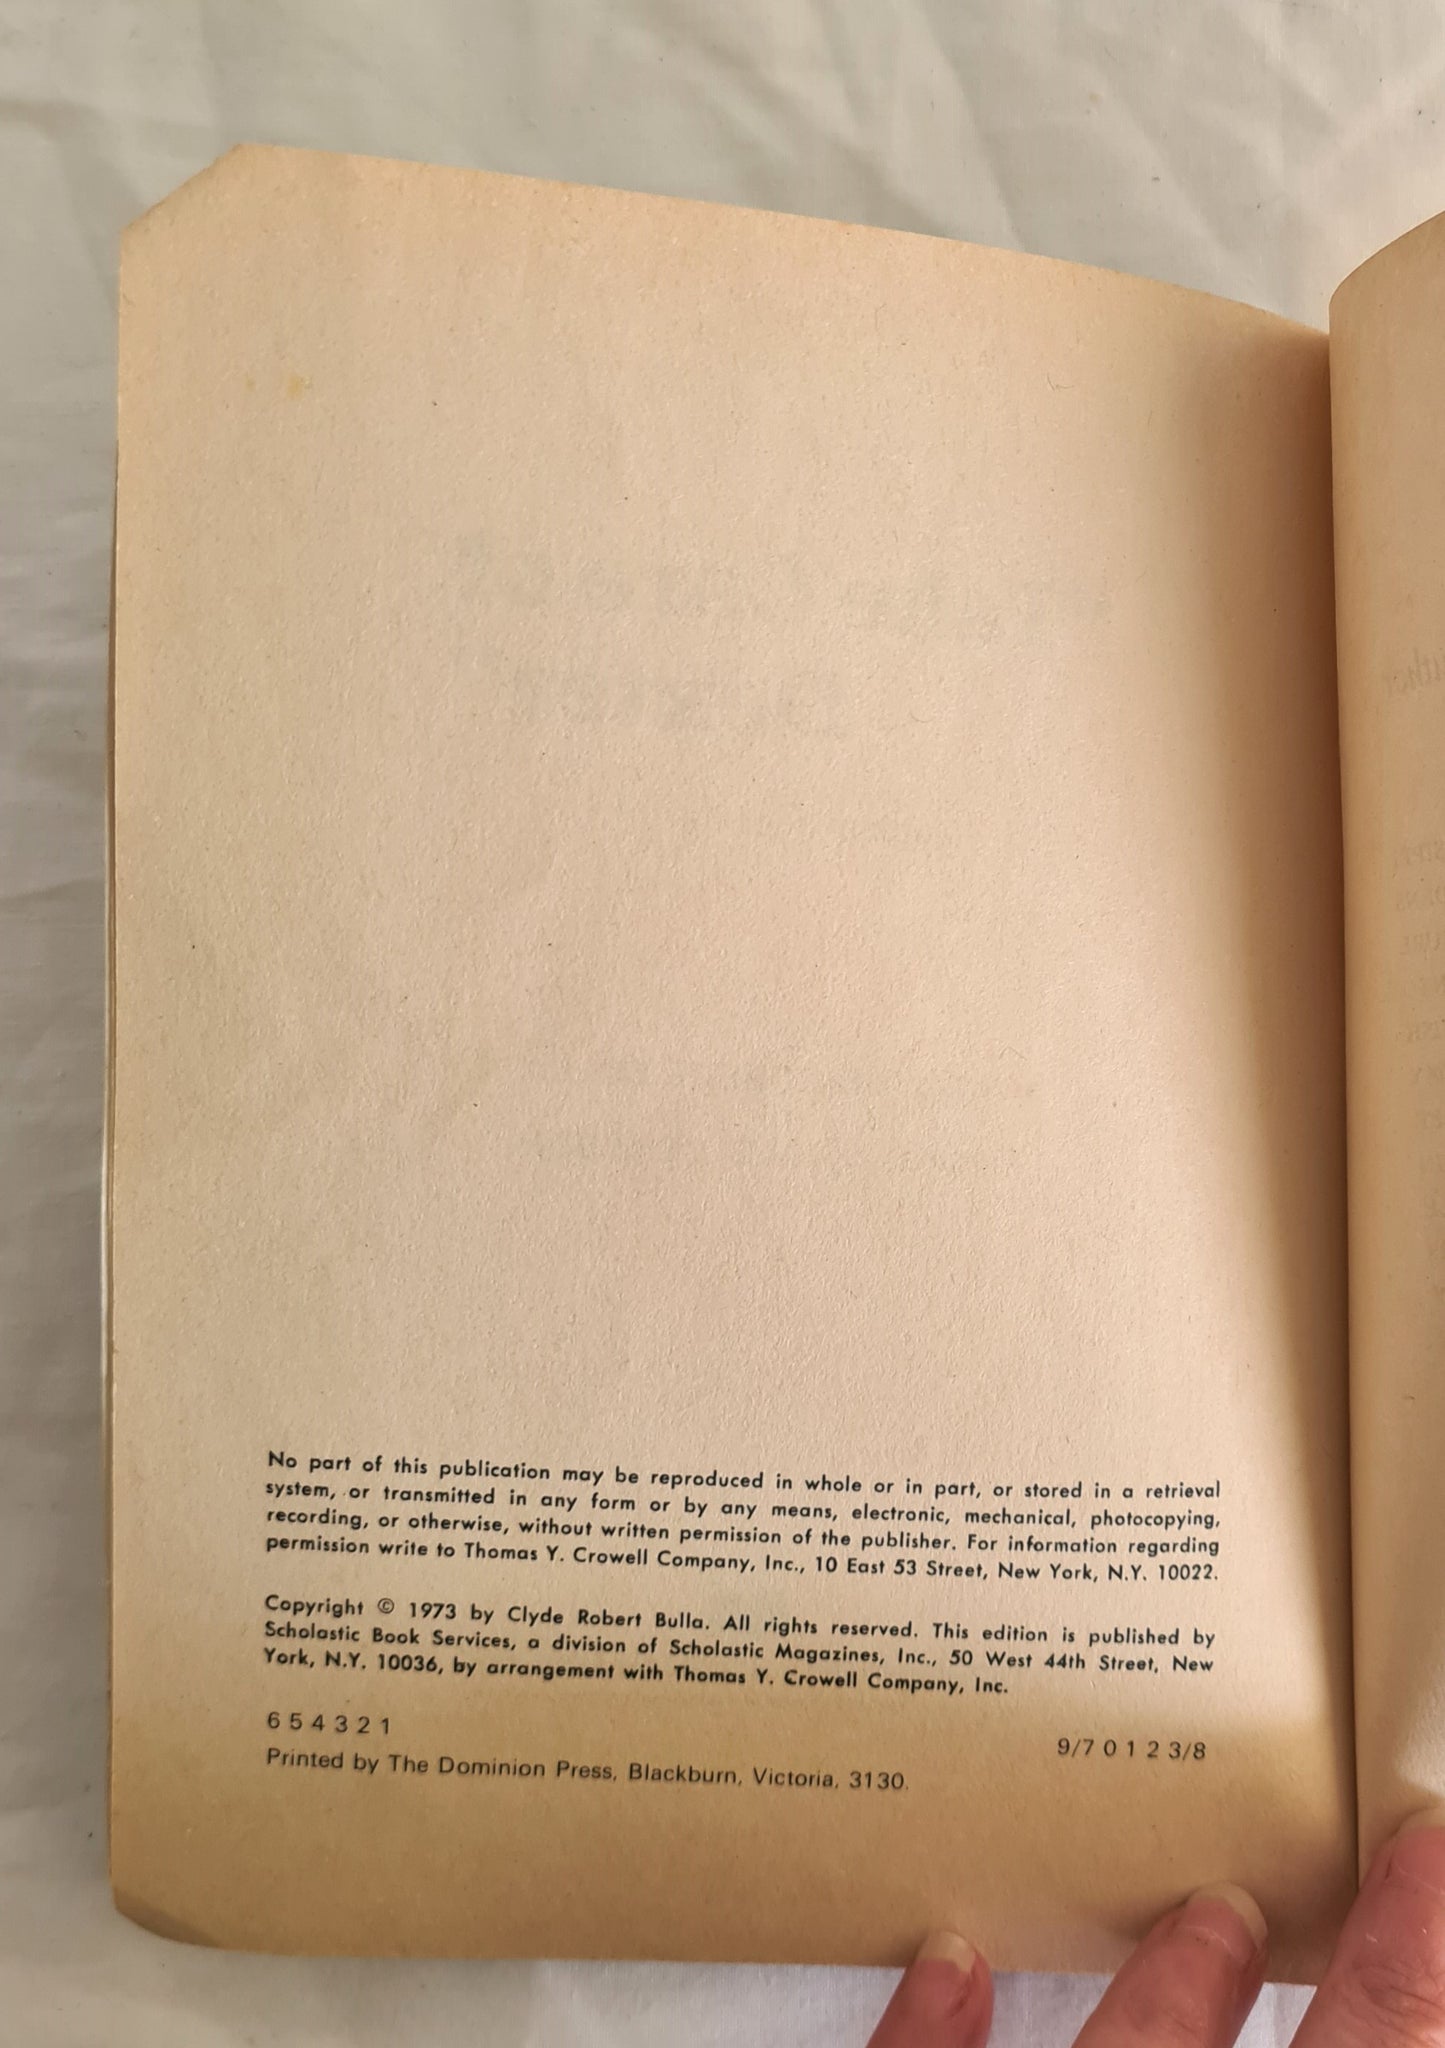 No part of this publication may be reproduced in whole or in part, or stored in a retrieval
system, or transmitted in any form or by any means, electronic, mechanical, photocopying,
recording, or otherwise, without written permission of the publisher. For information regarding
permission write to Thomas Y. Crowell Company, Inc., 10 East 53 Street, New York, N.Y. 10022.
Copyright © 1973 by Clyde Robert Bulla. All rights reserved. This edition is published by
Scholastic Book Services, a division of Scholastic Magazines, Inc., 50 West 44th Street, New
York, N.Y. 10036, by arrangement with Thomas Y. Crowell Company, Inc.
6 5 4 3 2 1
9/7 0 1 2 3/8
Printed by The Dominion Press, Blackburn, Victoria, 3130.